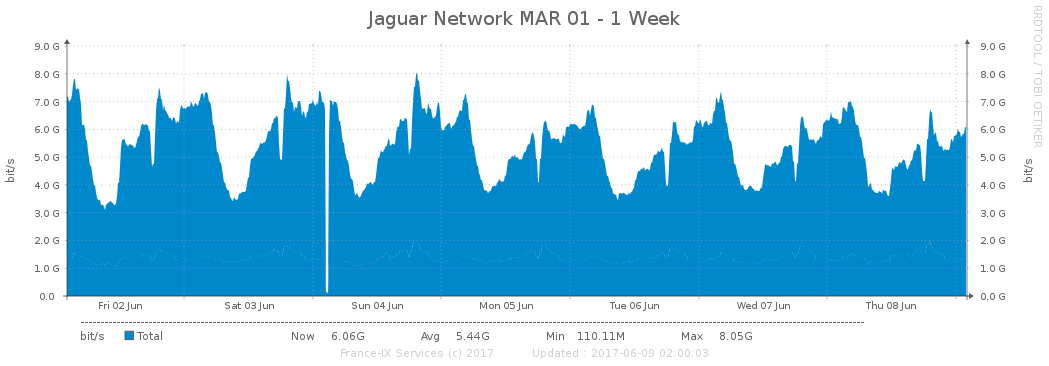 Jaguar Network MAR 01 - 1 Week
RRDTOOL / TOBI OETIKER
9.0 G 9.0 G
8.0 G 8.0 G
7.0 G 7.0 G
6.0 G 6.0 G
5.0 G 5.0 G
4.0 G 4.0 G
3.0 G 3.0 G
2.0 G 2.0 G
1.0 G 1.0 G
0.0 0.0 G
bit/s
bit/s
Fri 02 Jun Sat 03 Jun Sun 04 Jun Mon 05 Jun Tue 06 Jun Wed 07 Jun Thu 08 Jun
bit/s Total Now 6.06G Avg 5.44G Min 110.11M Max 8.05G
France-IX Services (c) 2017 Updated : 2017-06-09 02:00:03